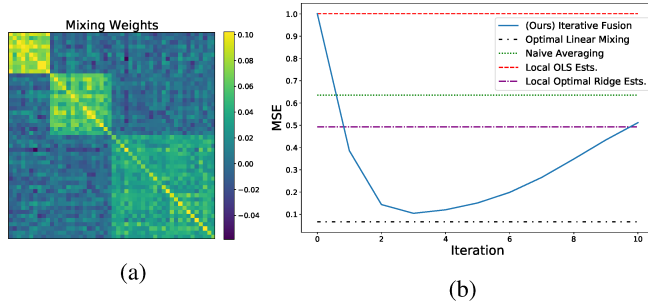 Mixing Weights
0.10
0.08
0.06
0.04
0.02
0.00
−0.02
−0.04
(a)
1.0
0.9
0.8
0.7
0.6
0.5
0.4
0.3
0.2
0.1
MSE
(Ours) Iterative Fusion
Optimal Linear Mixing
Naive Averaging
Local OLS Ests.
Local Optimal Ridge Ests.
0 2 4 6 8 10
Iteration
(b)